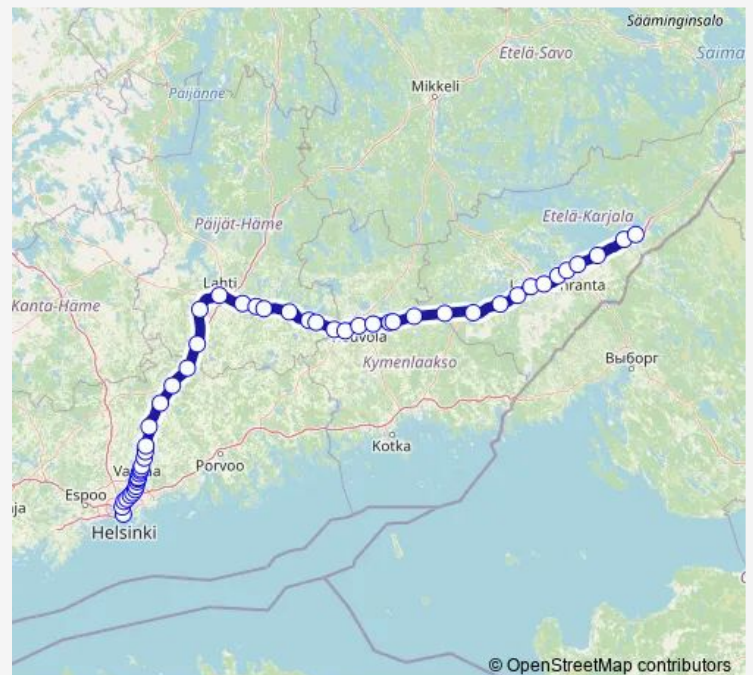 Sääminginsalo
Etelä-Savo
Saima
Mikkeli
Päijänne
Päijät-Häme
Etelä-Karjala
Lahti
Kanta-Häme
Выборг
Kymenlaakso
Kotka
Porvoo
Espoo
Helsinki
© OpenStreetMap contributors